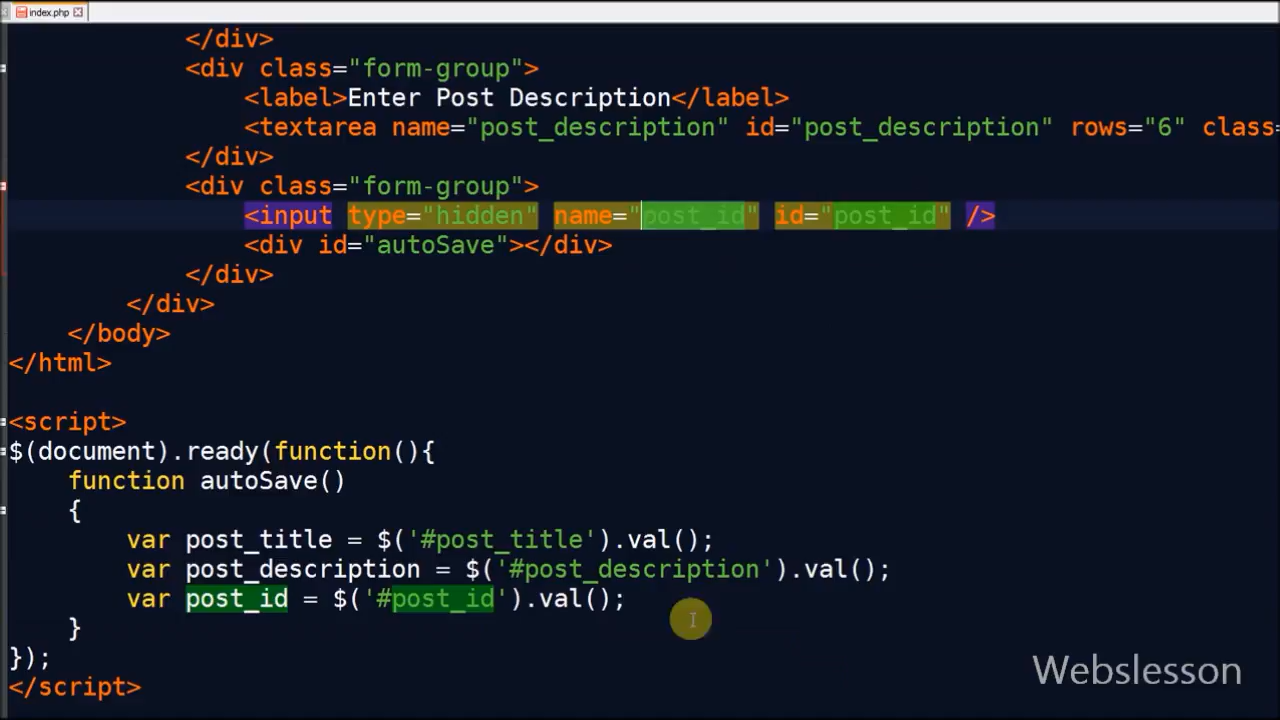 index.php
</div>
<div class="form-group">
<label>Enter Post Description</label>
<textarea name="post_description" id="post_description" rows="6" class=
</div>
<div class="form-group">
<input type="hidden" name="post_id" id="post_id" />
<div id="autoSave"></div>
</div>
</div>
</body>
</html>
<script>
$(document).ready(function(){
function autoSave()
{
var post_title = $('#post_title').val();
var post_description = $('#post_description').val();
var post_id = $('#post_id').val();
}
});
</script>
Webslesson